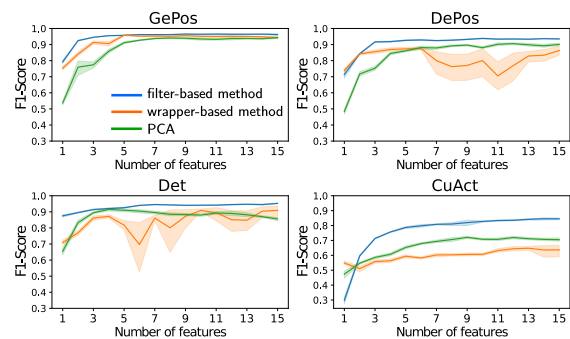 GePos
1.0
0.9
0.8
0.7
0.6
0.5
0.4
0.3
F1-Score
filter-based method
wrapper-based method
PCA
1 3 5 7 9 11 13 15
Number of features
DePos
1.0
0.9
0.8
0.7
0.6
0.5
0.4
0.3
F1-Score
1 3 5 7 9 11 13 15
Number of features
Det
1.0
0.9
0.8
0.7
0.6
0.5
0.4
0.3
F1-Score
1 3 5 7 9 11 13 15
Number of features
CuAct
1.0
0.9
0.8
0.7
0.6
0.5
0.4
0.3
F1-Score
1 3 5 7 9 11 13 15
Number of features